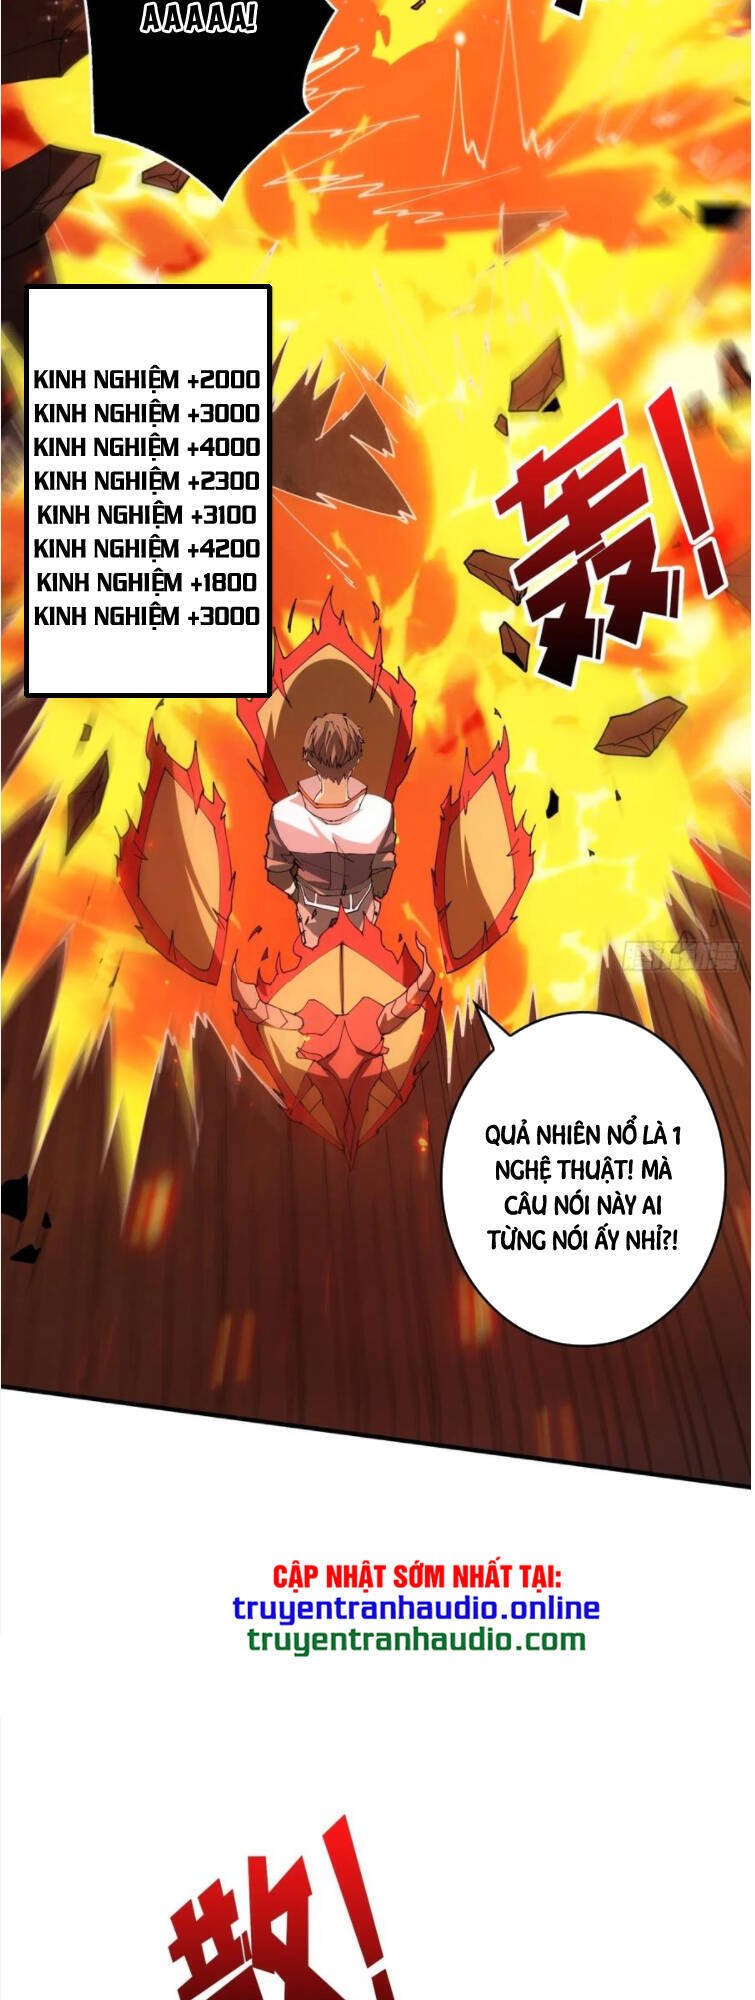 AAAAA!
KINH NGHIỆM +2000
KINH NGHIỆM +3000
KINH NGHIỆM +4000
KINH NGHIỆM +2300
KINH NGHIỆM +3100
KINH NGHIỆM +4200
KINH NGHIỆM +1800
KINH NGHIỆM +3000
轰!
QUẢ NHIÊN NỔ LÀ 1
NGHỆ THUẬT! MÀ
CÂU NÓI NÀY AI
TỪNG NÓI ẤY NHỈ?!
CẬP NHẬT SỚM NHẤT TẠI:
truyentranhaudio.online
truyentranhaudio.com
散!